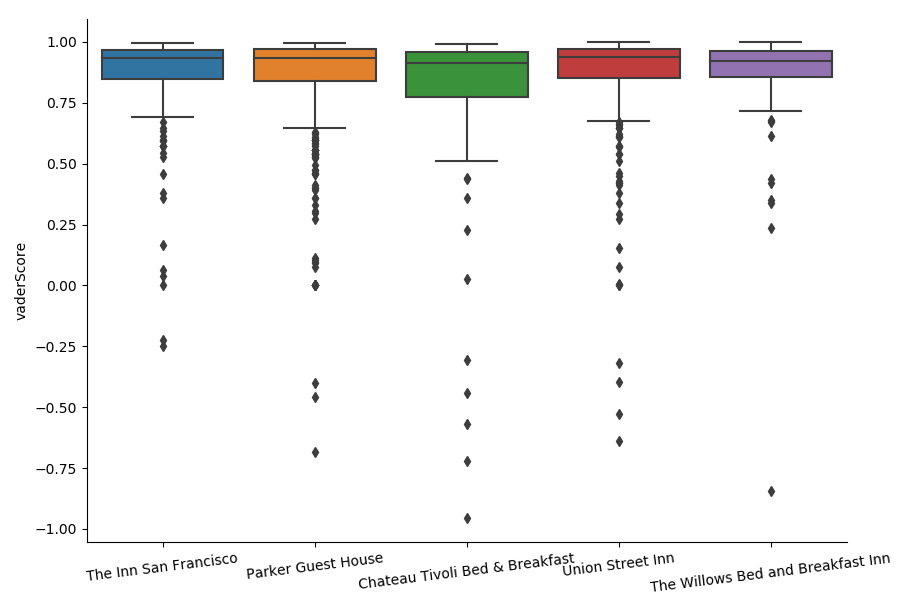 1.00
0.75
0.50
0.25
0.00
−0.25
−0.50
−0.75
−1.00
vaderScore
The Inn San Francisco
Parker Guest House
Chateau Tivoli Bed & Breakfast
Union Street Inn
The Willows Bed and Breakfast Inn